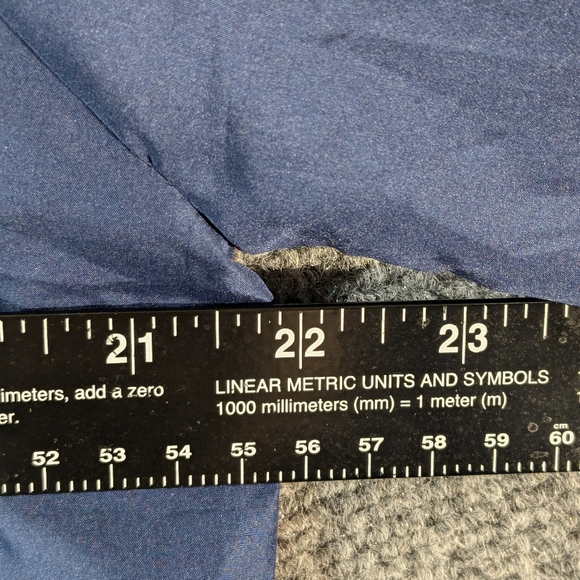 21 22 23
imeters, add a zero
er.
LINEAR METRIC UNITS AND SYMBOLS
1000 millimeters (mm) = 1 meter (m)
cm
52 53 54 55 56 57 58 59 60